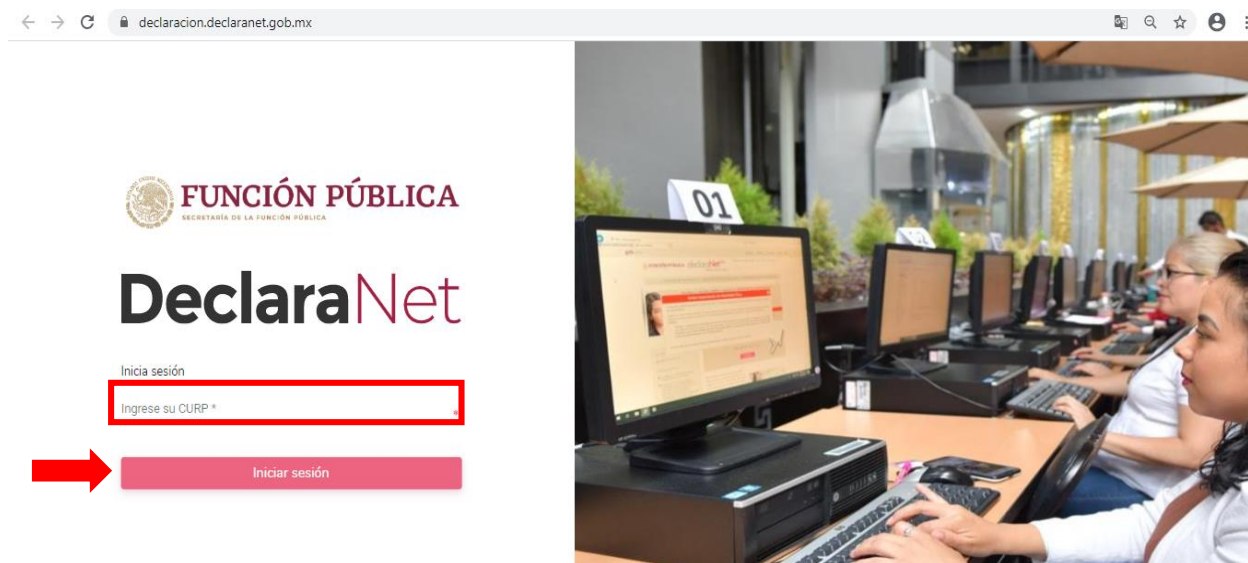 declaracion.declaranet.gob.mx
FUNCIÓN PÚBLICA
SECRETARÍA DE LA FUNCIÓN PÚBLICA
DeclaraNet
Inicia sesión
Ingrese su CURP *
Iniciar sesión
01